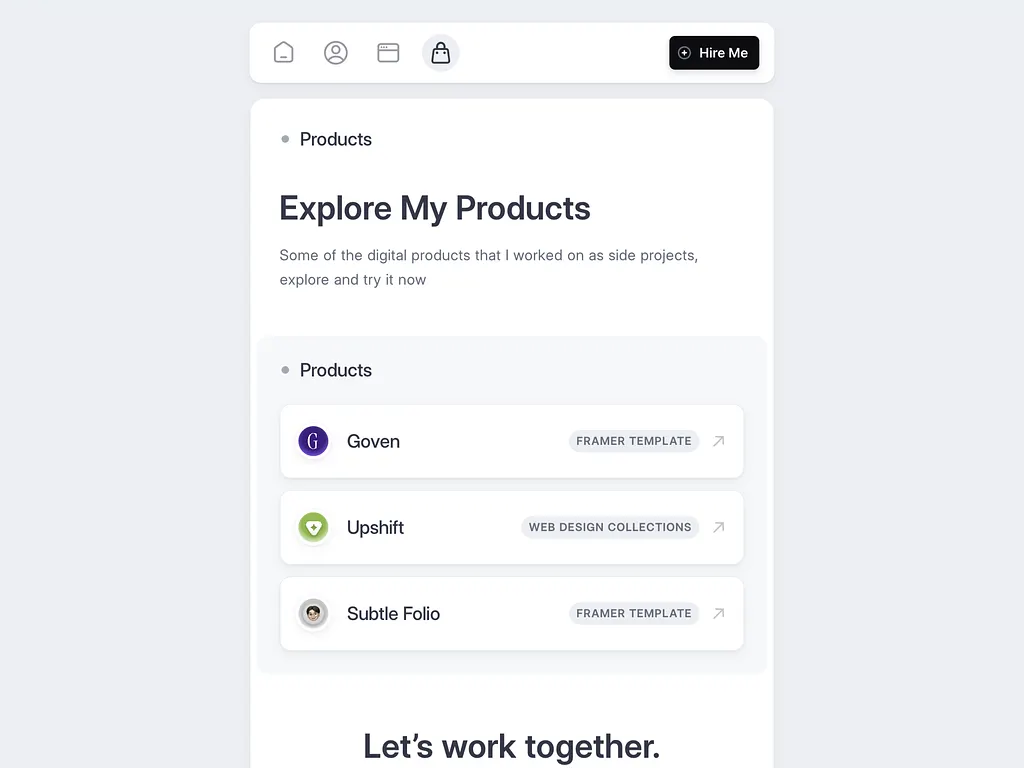 Hire Me
Products
Explore My Products
Some of the digital products that I worked on as side projects,
explore and try it now
Products
G
Goven
FRAMER TEMPLATE
Upshift
WEB DESIGN COLLECTIONS
Subtle Folio
FRAMER TEMPLATE
Let’s work together.